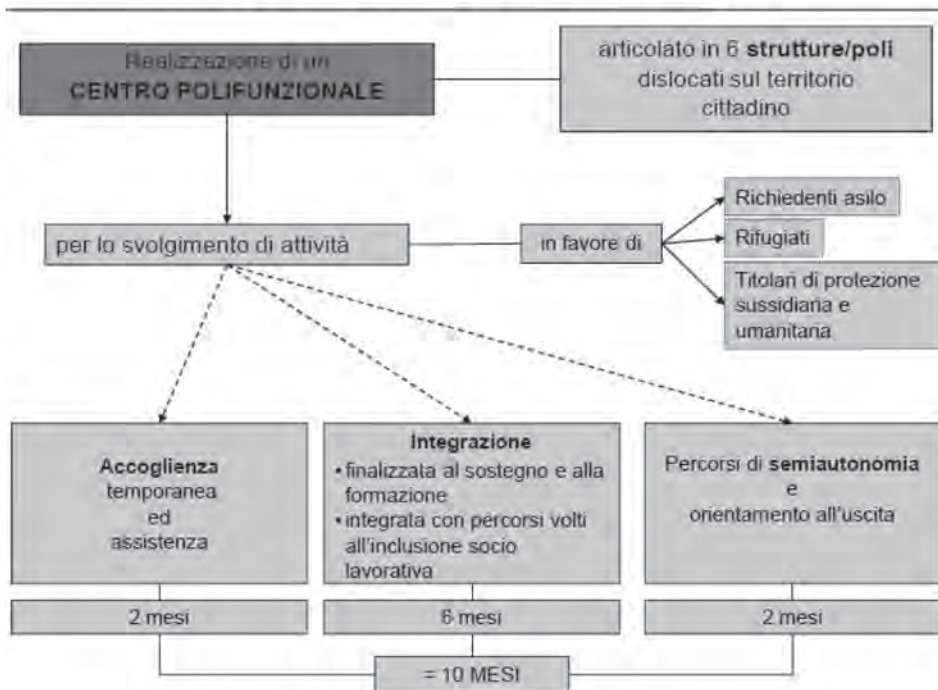 Realizzazione di un
CENTRO POLIFUNZIONALE
articolato in 6 strutture/poli
dislocati sul territorio
cittadino
per lo svolgimento di attività
in favore di
Richiedenti asilo
Rifugiati
Titolari di protezione
sussidiaria e
umanitaria
Accoglienza
temporanea
ed
assistenza
Integrazione
• finalizzata al sostegno e alla
formazione
• integrata con percorsi volti
all'inclusione socio
lavorativa
Percorsi di semiautonomia
e
orientamento all'uscita
2 mesi
6 mesi
2 mesi
= 10 MESI